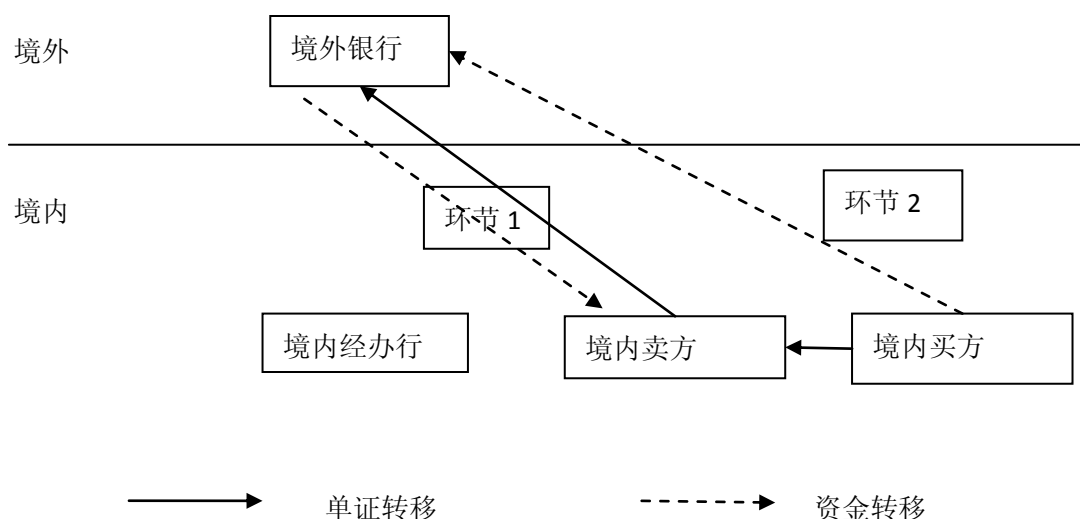 境外
境外银行
境内
环节 1
环节 2
境内经办行
境内卖方
境内买方
单证转移
资金转移